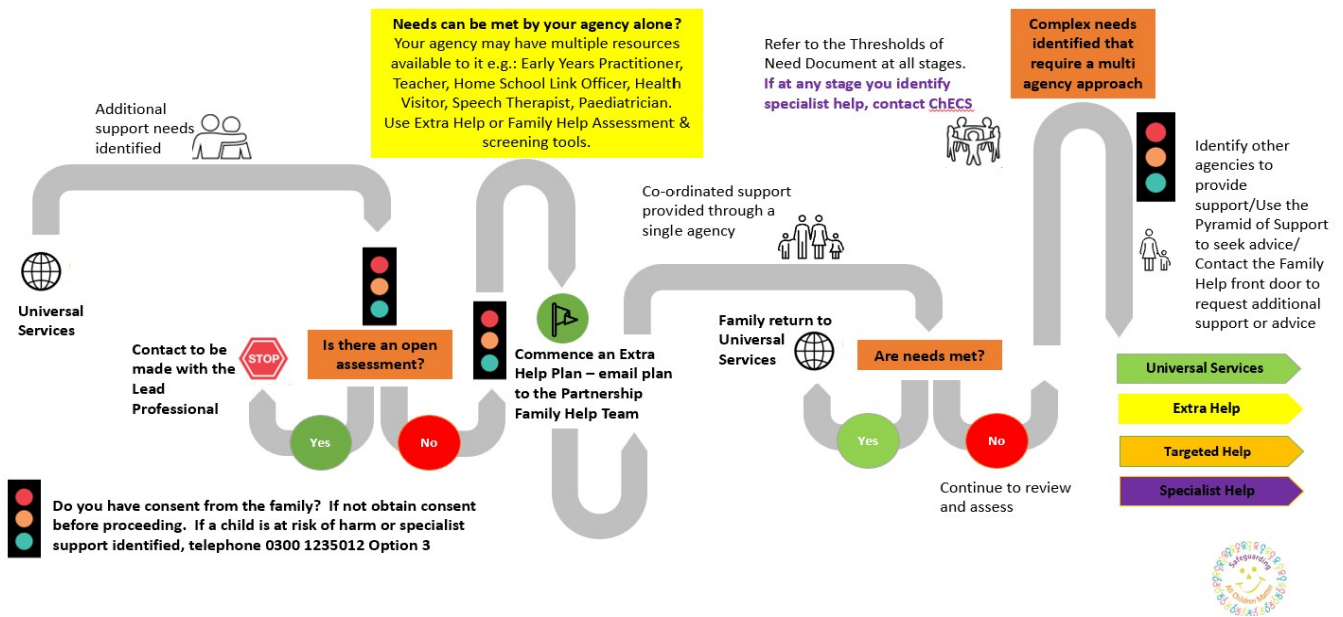 Needs can be met by your agency alone?
Your agency may have multiple resources
available to it e.g.: Early Years Practitioner,
Teacher, Home School Link Officer, Health
Visitor, Speech Therapist, Paediatrician.
Use Extra Help or Family Help Assessment &
screening tools.
Refer to the Thresholds of
Need Document at all stages.
If at any stage you identify
specialist help, contact ChECS
Complex needs
identified that
require a multi
agency approach
Additional
support needs
identified
Identify other
agencies to
provide
support/Use the
Pyramid of Support
to seek advice/
Contact the Family
Help front door to
request additional
support or advice
Co-ordinated support
provided through a
single agency
Universal
Services
Contact to be
made with the
Lead
Professional
STOP
Is there an open
assessment?
Yes
No
Commence an Extra
Help Plan – email plan
to the Partnership
Family Help Team
Family return to
Universal
Services
Are needs met?
Yes
No
Continue to review
and assess
Universal Services
Extra Help
Targeted Help
Specialist Help
Do you have consent from the family?  If not obtain consent
before proceeding.  If a child is at risk of harm or specialist
support identified, telephone 0300 1235012 Option 3
Safeguarding
All Children Matter